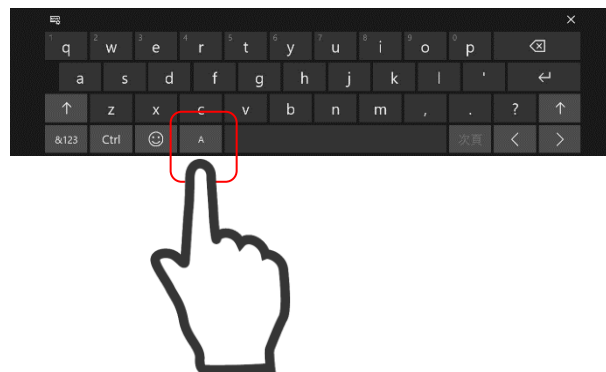 1 q 2 w 3 e 4 r 5 t 6 y 7 u 8 i 9 o 0 p
a s d f g h j k l '
z x c v b n m , . ?
&123 Ctrl A 次頁